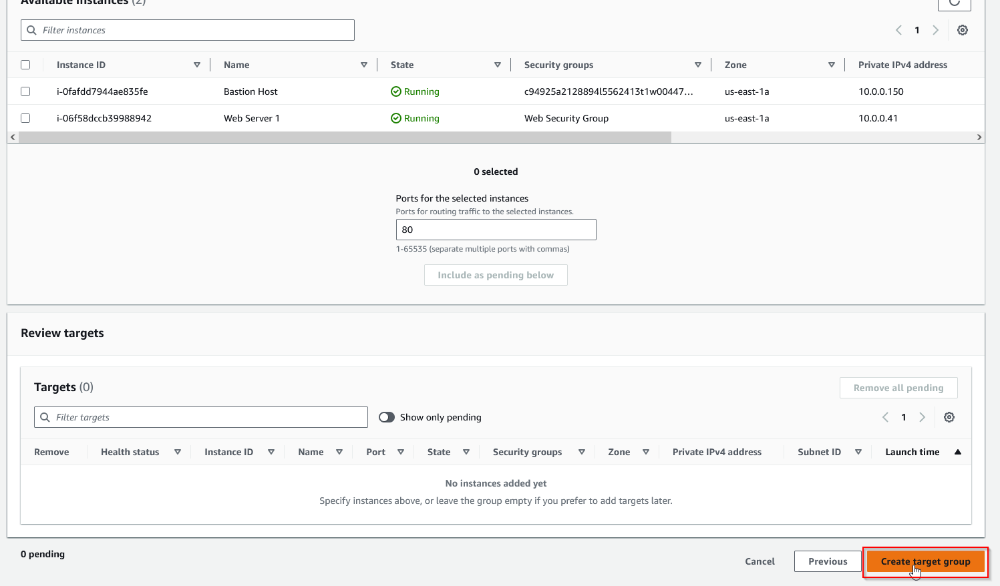 Available instances (2)
Filter instances
1
Instance ID Name State Security groups Zone Private IPv4 address
i-0fafdd7944ae835fe Bastion Host Running c94925a2128894l5562413t1w00447... us-east-1a 10.0.0.150
i-06f58dccb39988942 Web Server 1 Running Web Security Group us-east-1a 10.0.0.41
0 selected
Ports for the selected instances
Ports for routing traffic to the selected instances.
80
1-65535 (separate multiple ports with commas)
Include as pending below
Review targets
Targets (0)
Remove all pending
Filter targets Show only pending 1
Remove Health status Instance ID Name Port State Security groups Zone Private IPv4 address Subnet ID Launch time
No instances added yet
Specify instances above, or leave the group empty if you prefer to add targets later.
0 pending
Cancel Previous Create target group